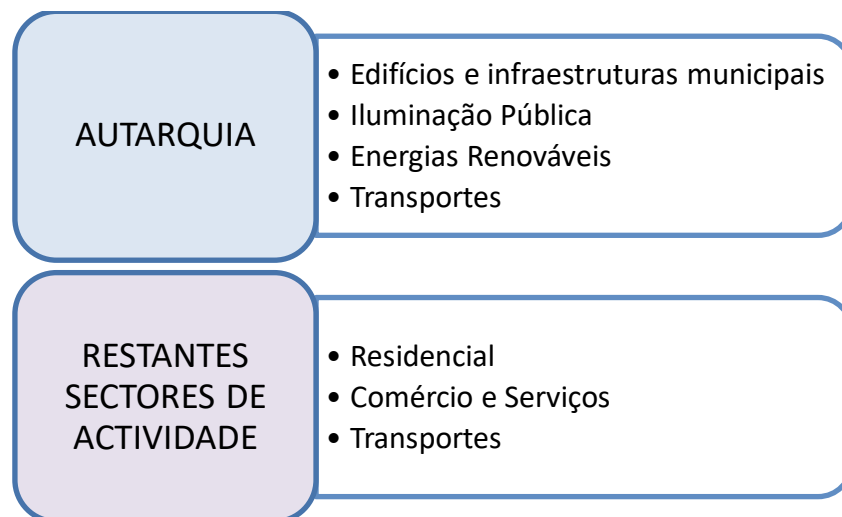 AUTARQUIA
• Edifícios e infraestruturas municipais
• Iluminação Pública
• Energias Renováveis
• Transportes
RESTANTES
SECTORES DE
ACTIVIDADE
• Residencial
• Comércio e Serviços
• Transportes